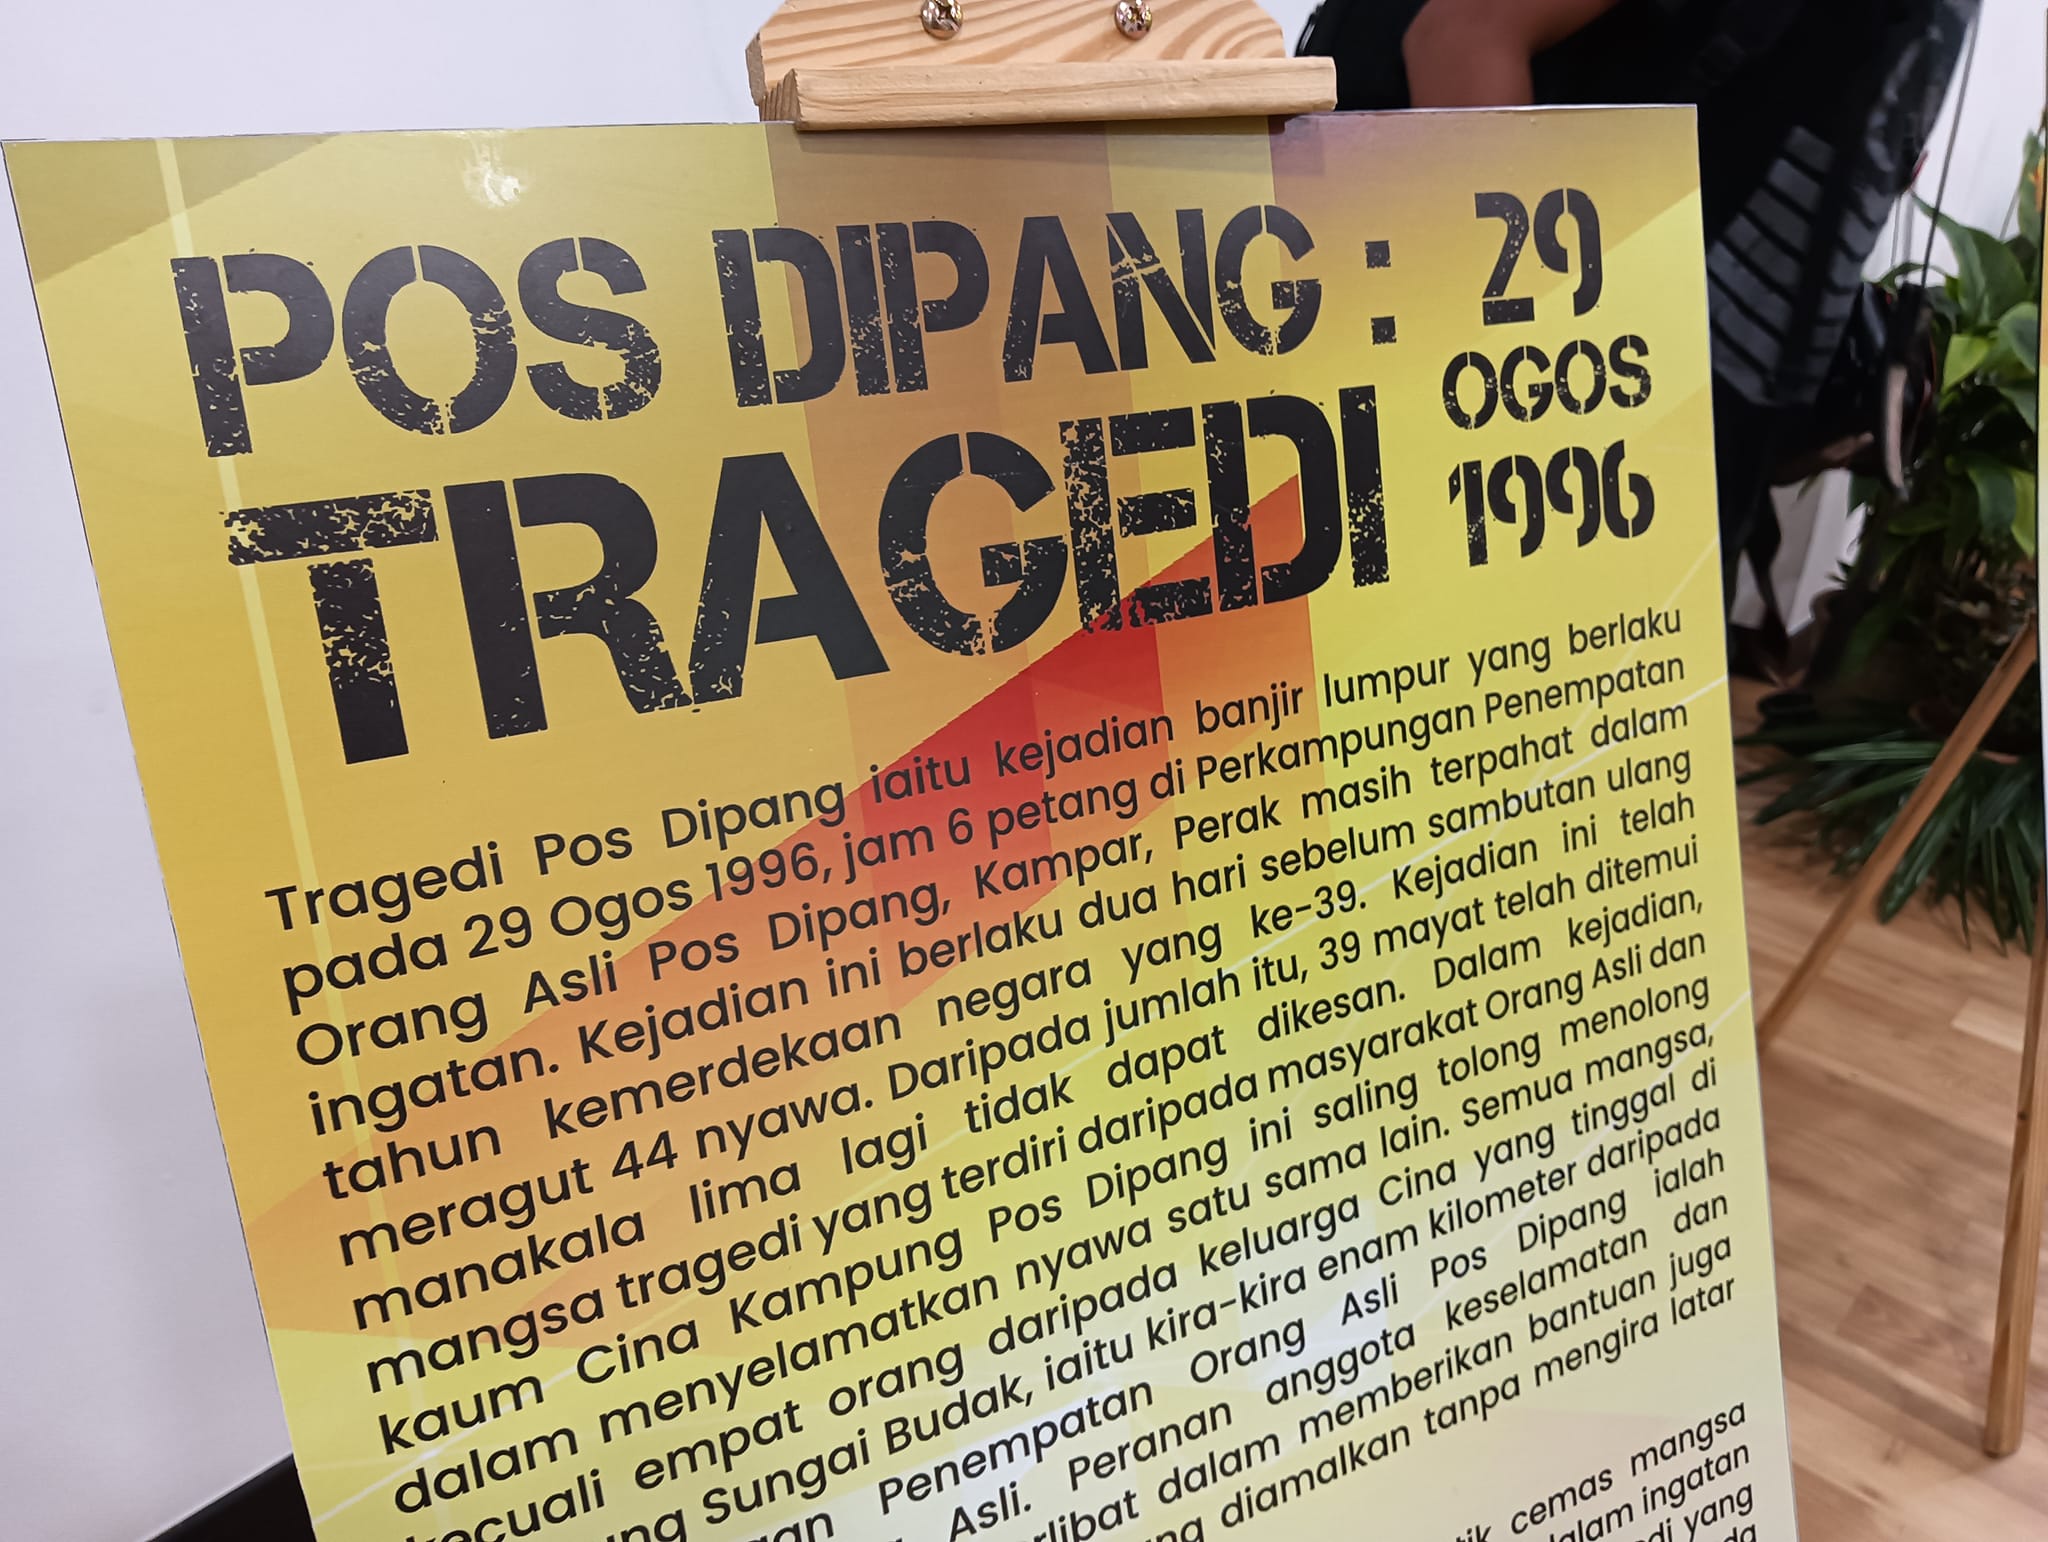 POS DIPANG :
TRAGEDI
29
OGOS
1996
Tragedi Pos Dipang iaitu kejadian banjir lumpur yang berlaku
pada 29 Ogos 1996, jam 6 petang di Perkampungan Penempatan
Orang Asli Pos Dipang, Kampar, Perak masih terpahat dalam
ingatan. Kejadian ini berlaku dua hari sebelum sambutan ulang
tahun kemerdekaan negara yang ke-39. Kejadian ini telah
meragut 44 nyawa. Daripada jumlah itu, 39 mayat telah ditemui
manakala lima lagi tidak dapat dikesan. Dalam kejadian,
mangsa tragedi yang terdiri daripada masyarakat Orang Asli dan
kaum Cina Kampung Pos Dipang ini saling tolong menolong
dalam menyelamatkan nyawa satu sama lain. Semua mangsa,
kecuali empat orang daripada keluarga Cina yang tinggal di
Sungai Budak, iaitu kira-kira enam kilometer daripada
Penempatan Orang Asli Pos Dipang ialah
Asli. Peranan anggota keselamatan dan
dalam memberikan bantuan juga
diamalkan tanpa mengira latar
cemas mangsa
dalam ingatan
yang